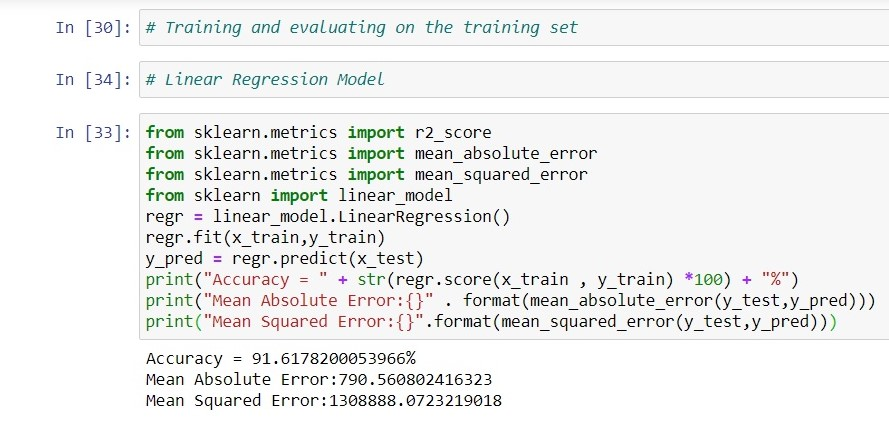 In [30]: # Training and evaluating on the training set
In [34]: # Linear Regression Model
In [33]: from sklearn.metrics import r2_score
from sklearn.metrics import mean_absolute_error
from sklearn.metrics import mean_squared_error
from sklearn import linear_model
regr = linear_model.LinearRegression()
regr.fit(x_train,y_train)
y_pred = regr.predict(x_test)
print("Accuracy = " + str(regr.score(x_train , y_train) *100) + "%")
print("Mean Absolute Error:{}" . format(mean_absolute_error(y_test,y_pred)))
print("Mean Squared Error:{}".format(mean_squared_error(y_test,y_pred)))
Accuracy = 91.6178200053966%
Mean Absolute Error:790.560802416323
Mean Squared Error:1308888.0723219018